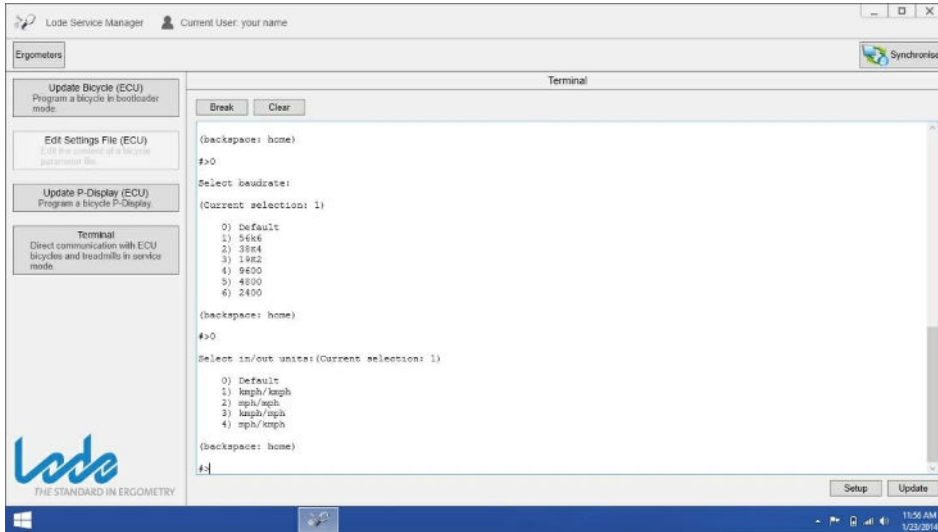 Lode Service Manager
Current User: your name
Ergometers
Synchronise
Update Bicycle (ECU)
Program a bicycle in bootloader
mode.
Edit Settings File (ECU)
Edit the content of a bicycle
parameter file.
Update P-Display (ECU)
Program a bicycle P-Display.
Terminal
Direct communication with ECU
bicycles and treadmills in service
mode.
Lode
THE STANDARD IN ERGOMETRY
Terminal
Break
Clear
(backspace: home)
#>0
Select baudrate:
(Current selection: 1)
0) Default
1) 56k6
2) 38k4
3) 19k2
4) 9600
5) 4800
6) 2400
(backspace: home)
#>0
Select in/out units:(Current selection: 1)
0) Default
1) kmph/kmph
2) mph/mph
3) kmph/mph
4) mph/kmph
(backspace: home)
#>
Setup
Update
11:56 AM
1/23/2014